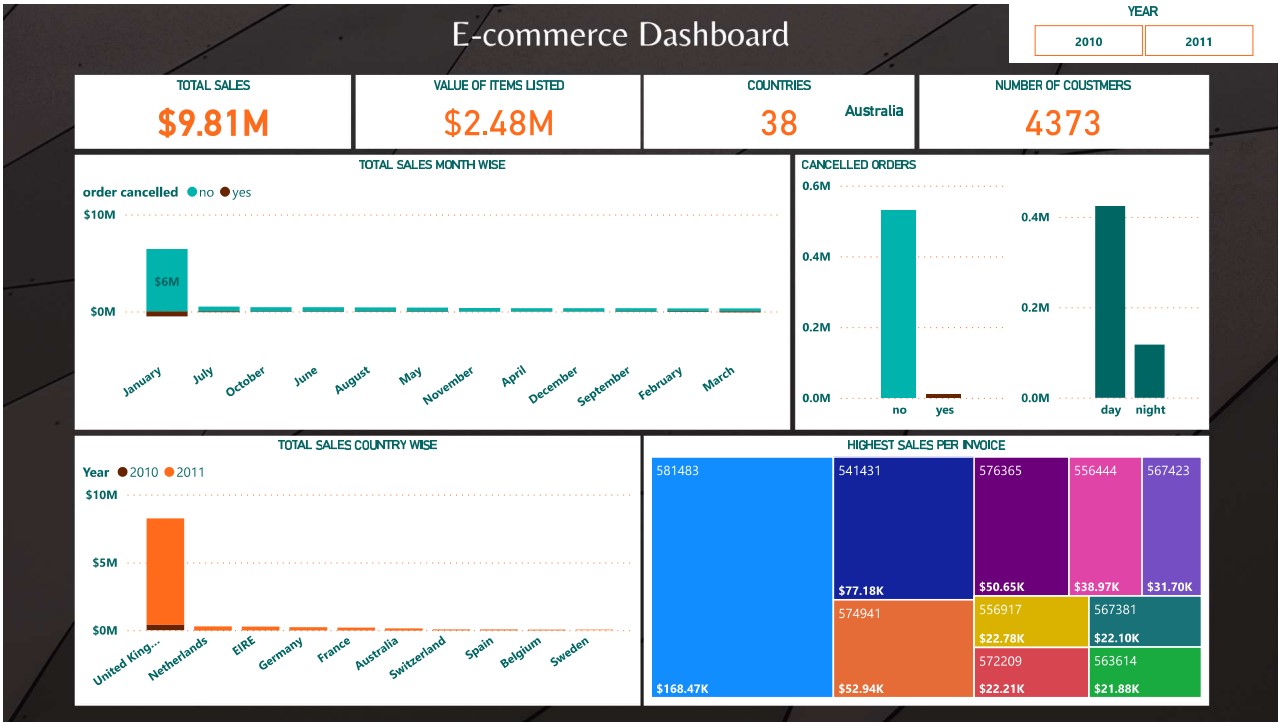 E-commerce Dashboard
YEAR
2010 2011
TOTAL SALES
$9.81M
VALUE OF ITEMS LISTED
$2.48M
COUNTRIES
38
Australia
NUMBER OF COUSTMERS
4373
TOTAL SALES MONTH WISE
order cancelled no yes
$10M
$6M
$0M
January July October June August May November April December September February March
CANCELLED ORDERS
0.6M
0.4M
0.2M
0.0M
no yes
0.4M
0.2M
0.0M
day night
TOTAL SALES COUNTRY WISE
Year 2010 2011
$10M
$5M
$0M
United King... Netherlands EIRE Germany France Australia Switzerland Spain Belgium Sweden
HIGHEST SALES PER INVOICE
581483
$168.47K
541431
$77.18K
574941
$52.94K
576365
$50.65K
556444
$38.97K
567423
$31.70K
556917
$22.78K
567381
$22.10K
572209
$22.21K
563614
$21.88K